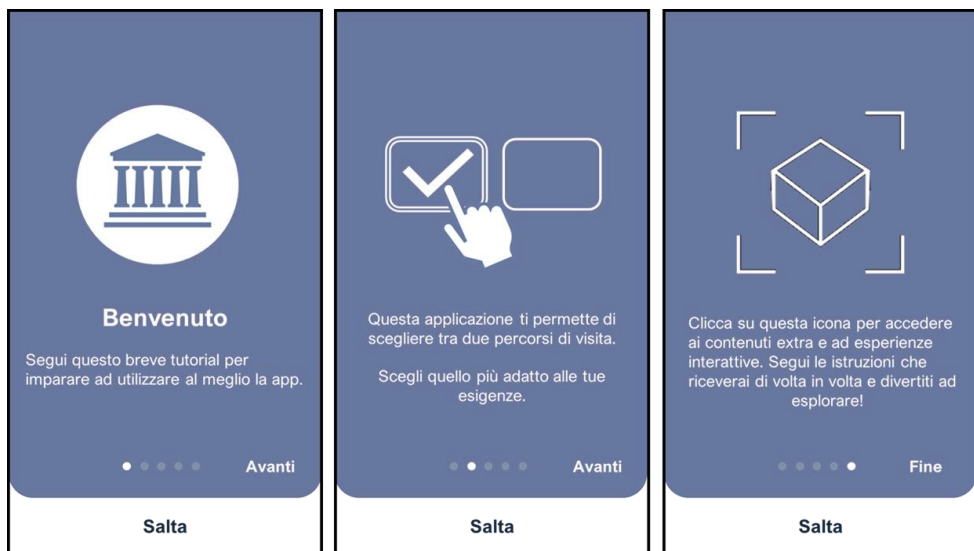 Benvenuto
Segui questo breve tutorial per
imparare ad utilizzare al meglio la app.
Avanti
Salta
Questa applicazione ti permette di
scegliere tra due percorsi di visita.
Scegli quello più adatto alle tue
esigenze.
Avanti
Salta
Clicca su questa icona per accedere
ai contenuti extra e ad esperienze
interattive. Segui le istruzioni che
riceverai di volta in volta e divertiti ad
esplorare!
Fine
Salta